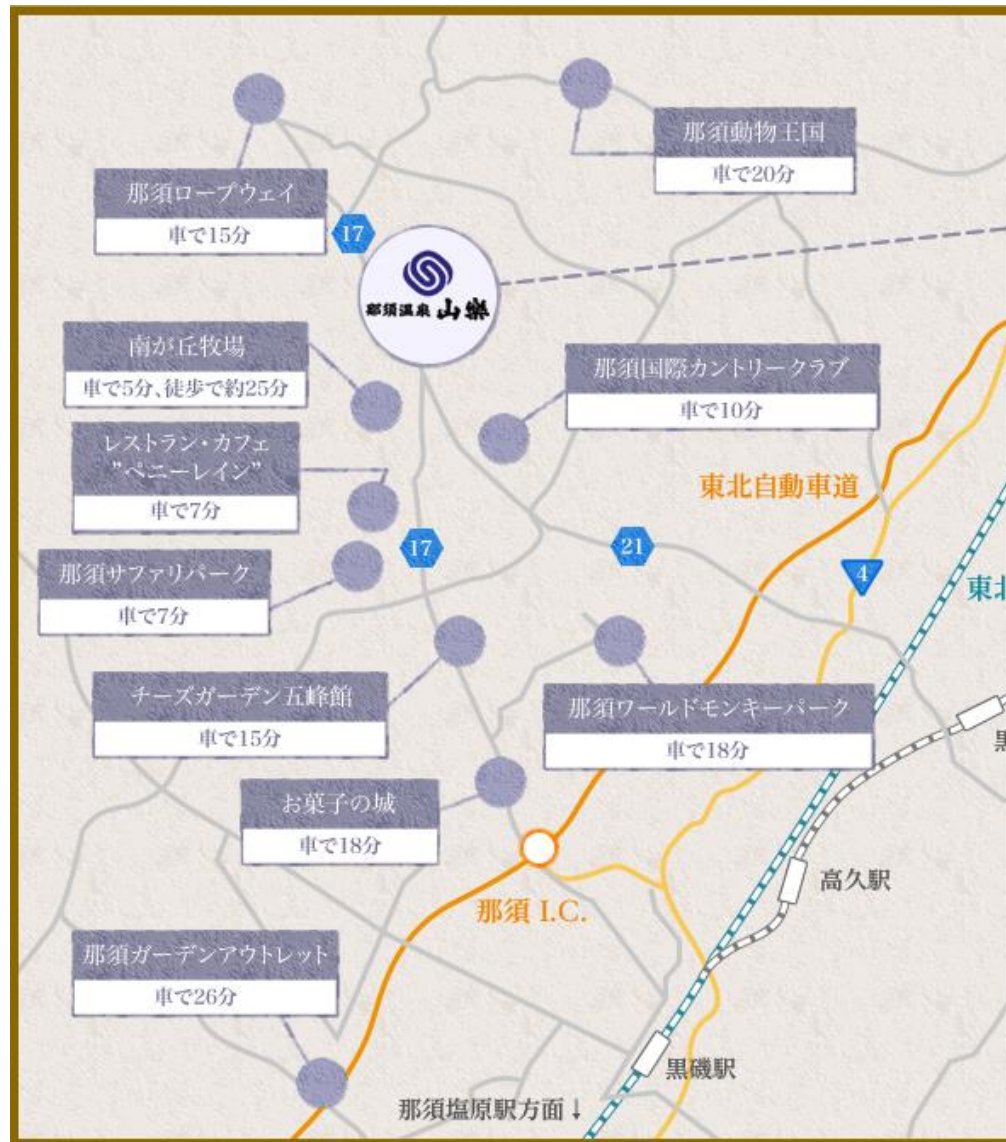 那須動物王国
車で20分
那須ロープウェイ
車で15分
17
那須温泉 山樂
南が丘牧場
車で5分、徒歩で約25分
那須国際カントリークラブ
車で10分
レストラン・カフェ
"ペニーレイン"
車で7分
東北自動車道
17
21
4
那須サファリパーク
車で7分
東北
チーズガーデン五峰館
車で15分
那須ワールドモンキーパーク
車で18分
黒
お菓子の城
車で18分
高久駅
那須 I.C.
那須ガーデンアウトレット
車で26分
黒磯駅
那須塩原駅方面↓